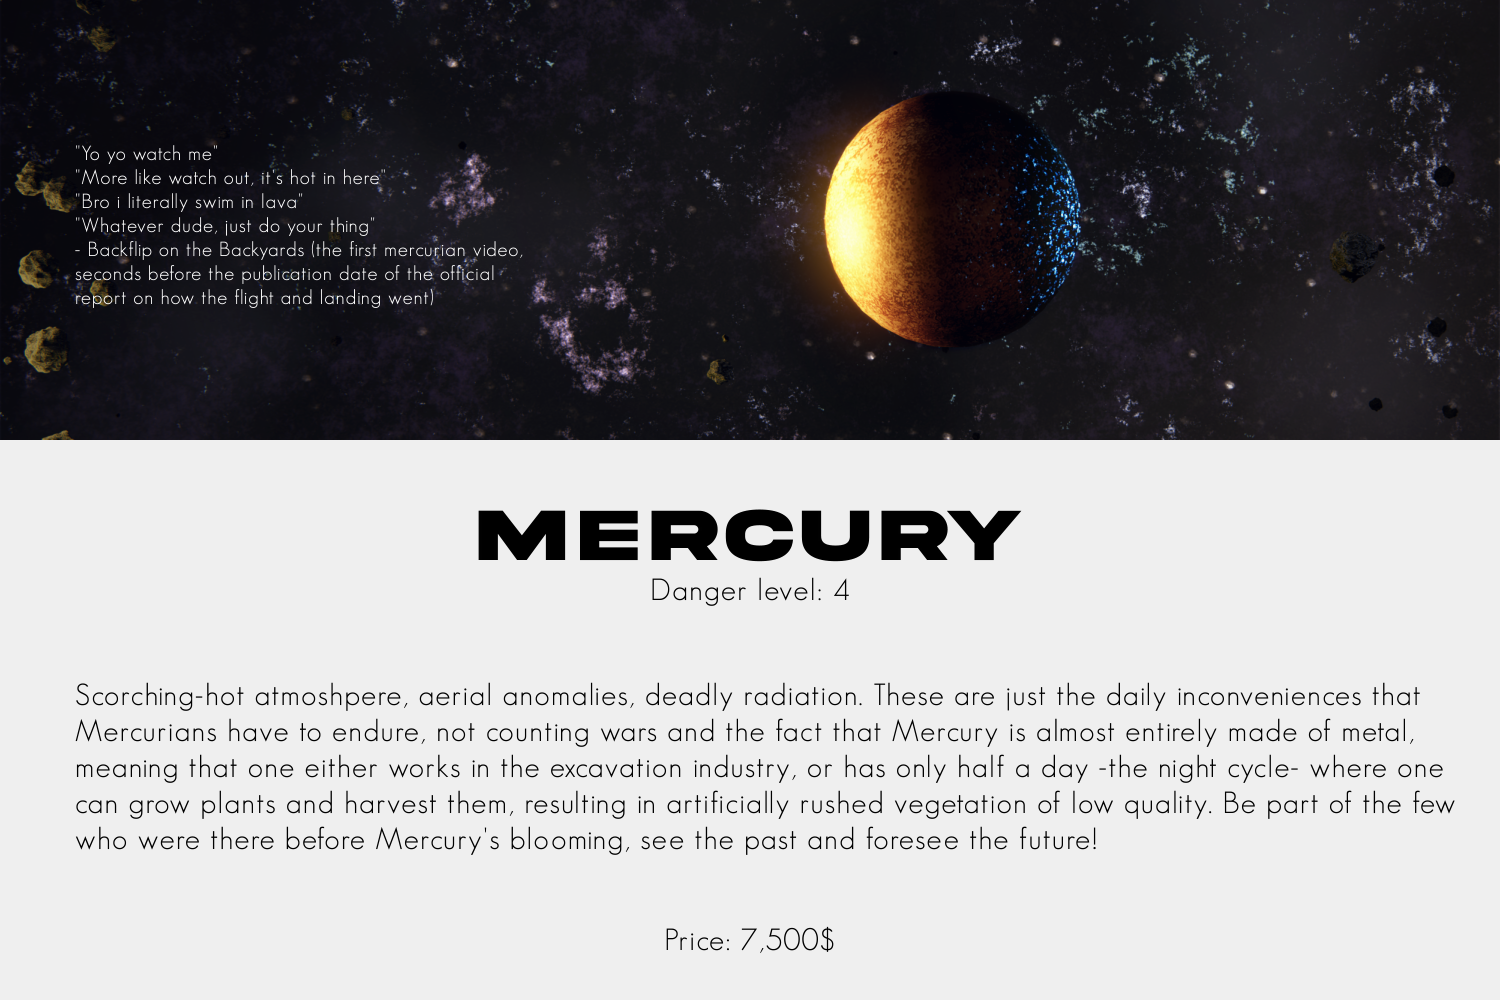 "Yo yo watch me"
"More like watch out, it's hot in here"
"Bro i literally swim in lava"
"Whatever dude, just do your thing"
- Backflip on the Backyards (the first mercurian video,
seconds before the publication date of the official
report on how the flight and landing went)
MERCURY
Danger level: 4
Scorching-hot atmoshpere, aerial anomalies, deadly radiation. These are just the daily inconveniences that
Mercurians have to endure, not counting wars and the fact that Mercury is almost entirely made of metal,
meaning that one either works in the excavation industry, or has only half a day -the night cycle- where one
can grow plants and harvest them, resulting in artificially rushed vegetation of low quality. Be part of the few
who were there before Mercury's blooming, see the past and foresee the future!
Price: 7,500$